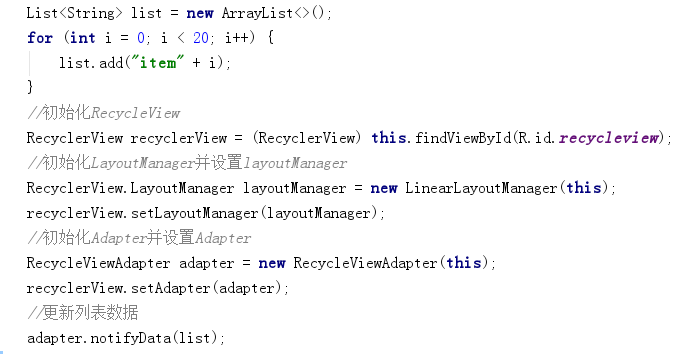 List<String> list = new ArrayList<>();
for (int i = 0; i < 20; i++) {
    list.add("item" + i);
}
//初始化RecycleView
RecyclerView recyclerView = (RecyclerView) this.findViewById(R.id.recycleview);
//初始化LayoutManager并设置layoutManager
RecyclerView.LayoutManager layoutManager = new LinearLayoutManager(this);
recyclerView.setLayoutManager(layoutManager);
//初始化Adapter并设置Adapter
RecycleViewAdapter adapter = new RecycleViewAdapter(this);
recyclerView.setAdapter(adapter);
//更新列表数据
adapter.notifyData(list);